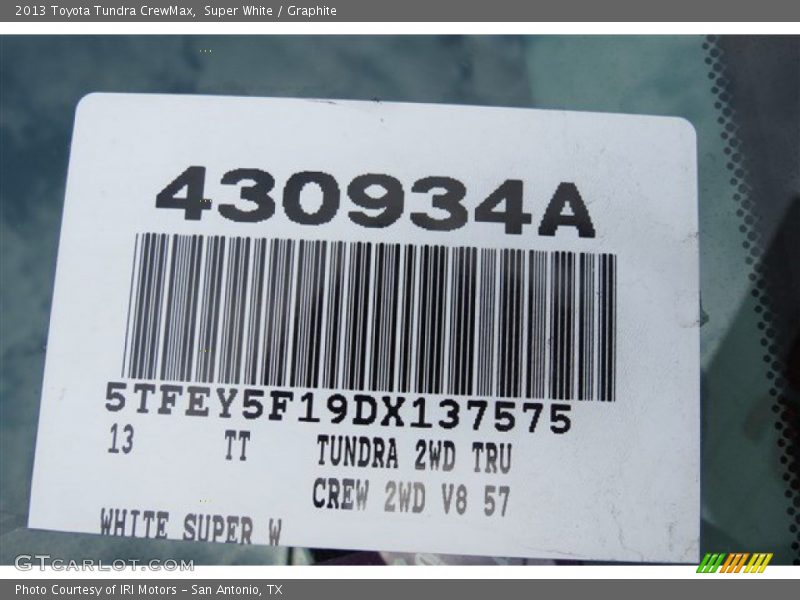 2013 Toyota Tundra CrewMax, Super White / Graphite
430934A
5TFEY5F19DX137575
13 TT TUNDRA 2WD TRU
CREW 2WD V8 57
WHITE SUPER W
GTCARLOT.COM
Photo Courtesy of IRI Motors - San Antonio, TX